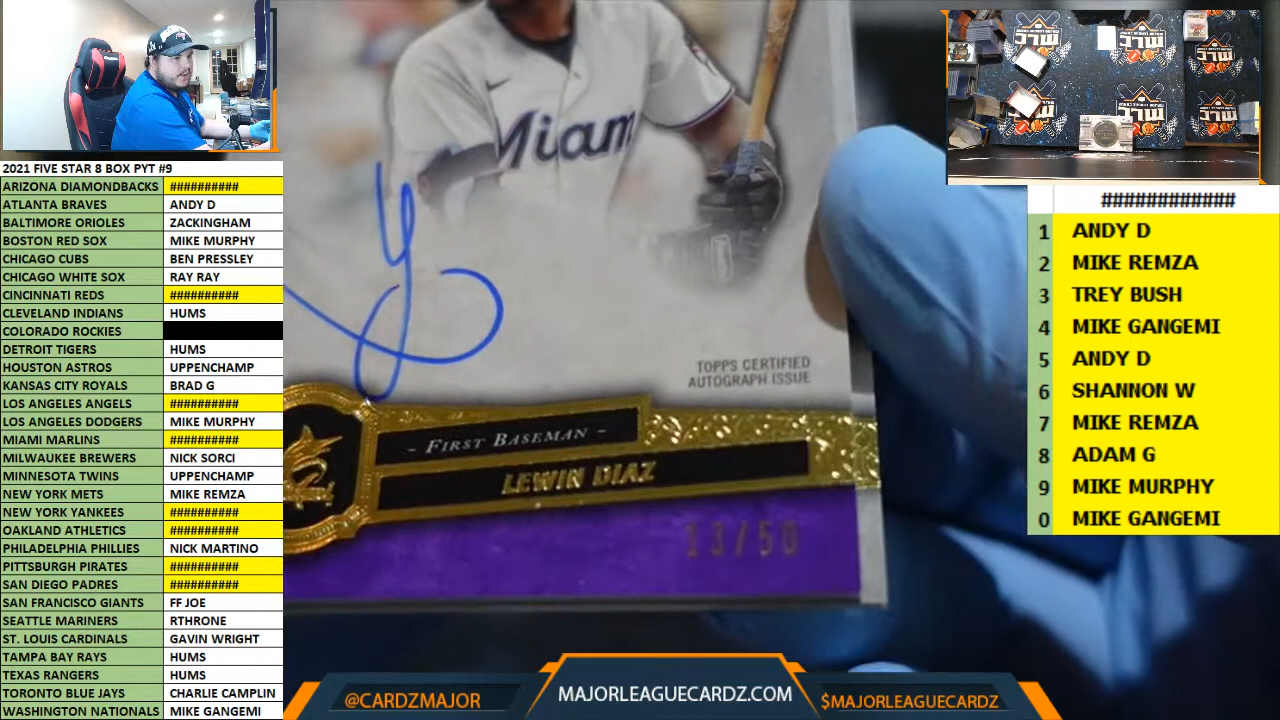 2021 FIVE STAR 8 BOX PYT #9
ARIZONA DIAMONDBACKS ##########
ATLANTA BRAVES ANDY D
BALTIMORE ORIOLES ZACKINGHAM
BOSTON RED SOX MIKE MURPHY
CHICAGO CUBS BEN PRESSLEY
CHICAGO WHITE SOX RAY RAY
CINCINNATI REDS ##########
CLEVELAND INDIANS HUMS
COLORADO ROCKIES
DETROIT TIGERS HUMS
HOUSTON ASTROS UPPENCHAMP
KANSAS CITY ROYALS BRAD G
LOS ANGELES ANGELS ##########
LOS ANGELES DODGERS MIKE MURPHY
MIAMI MARLINS ##########
MILWAUKEE BREWERS NICK SORCI
MINNESOTA TWINS UPPENCHAMP
NEW YORK METS MIKE REMZA
NEW YORK YANKEES ##########
OAKLAND ATHLETICS ##########
PHILADELPHIA PHILLIES NICK MARTINO
PITTSBURGH PIRATES ##########
SAN DIEGO PADRES ##########
SAN FRANCISCO GIANTS FF JOE
SEATTLE MARINERS RTHRONE
ST. LOUIS CARDINALS GAVIN WRIGHT
TAMPA BAY RAYS HUMS
TEXAS RANGERS HUMS
TORONTO BLUE JAYS CHARLIE CAMPLIN
WASHINGTON NATIONALS MIKE GANGEMI
Miam
TOPPS CERTIFIED
AUTOGRAPH ISSUE
- FIRST BASEMAN -
LEWIN DIAZ
13/50
############
1 ANDY D
2 MIKE REMZA
3 TREY BUSH
4 MIKE GANGEMI
5 ANDY D
6 SHANNON W
7 MIKE REMZA
8 ADAM G
9 MIKE MURPHY
0 MIKE GANGEMI
@CARDZMAJOR
MAJORLEAGUECARDZ.COM
$MAJORLEAGUECARDZ